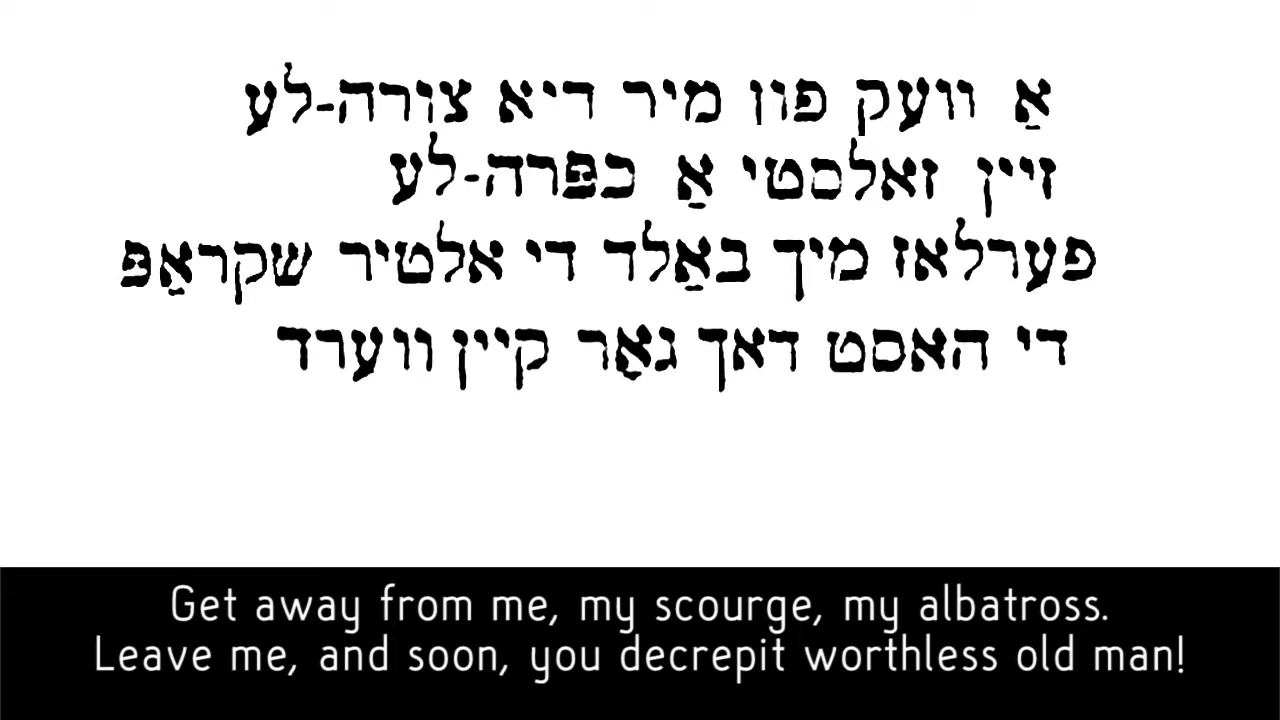 אַ וועק פון מיר דיא צורה-לע
זיין זאלסטי אַ כּפּרה-לע
פערלאז מיך באַלד די אלטיר שקראַפּ
די האסט דאך גאָר קיין ווערד
Get away from me, my scourge, my albatross.
Leave me, and soon, you decrepit worthless old man!